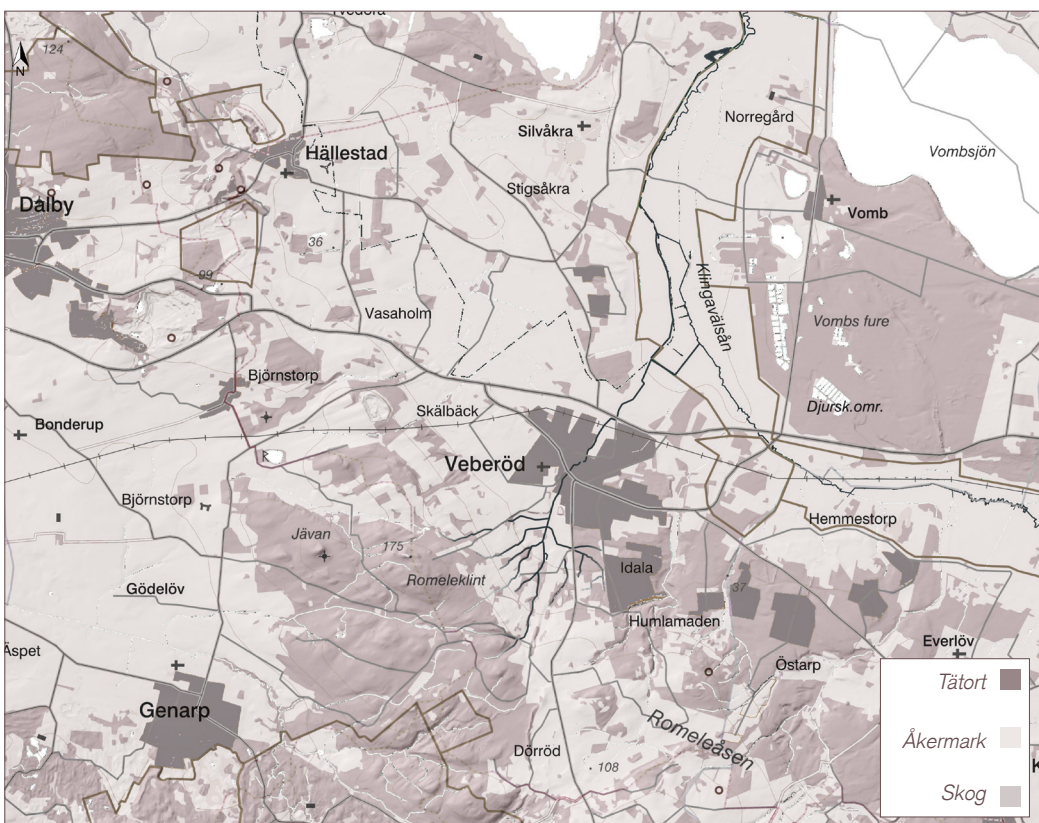 124
N
Silvåkra
Norregård
Hällestad
Vombsjön
Stigsåkra
Dalby
Vomb
36
99
Klingavälsån
Vasaholm
Vombs fure
Björnstorp
Djursk.omr.
Skälbäck
Bonderup
Veberöd
Björnstorp
Hemmestorp
Jävan
175
Romeleklint
Idala
37
Gödelöv
Humlamaden
Everlöv
Äspet
Östarp
Tätort
Genarp
Romeleåsen
Åkermark
Dörröd
108
K
Skog